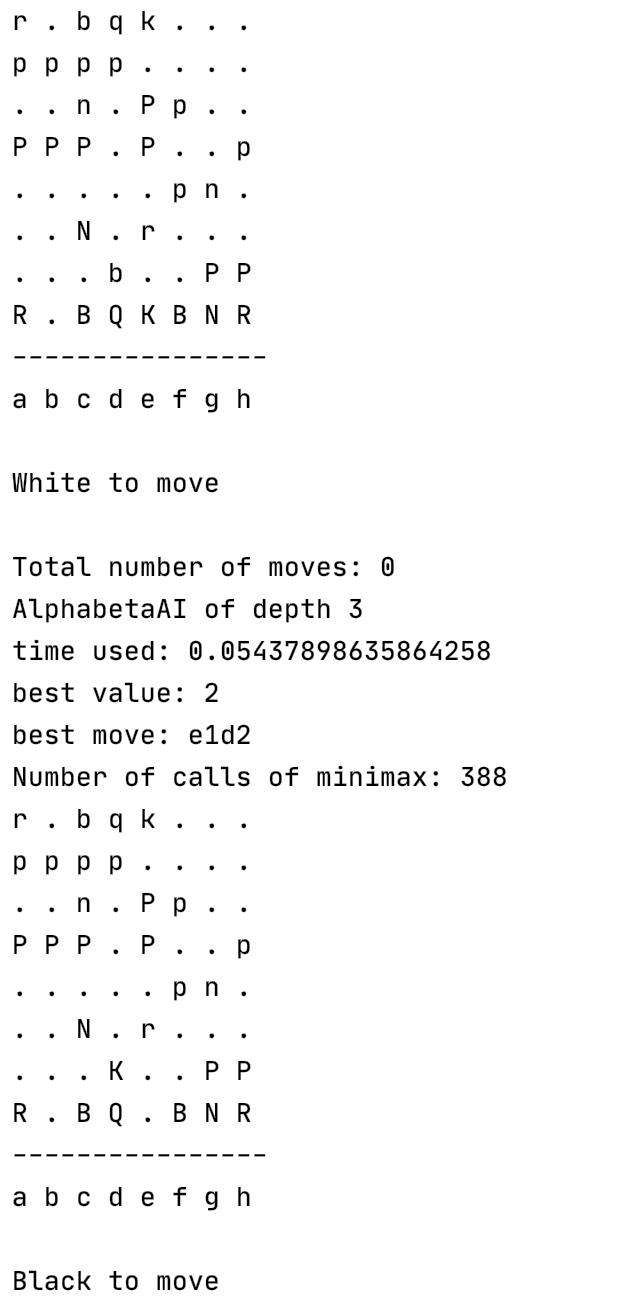 r . b q k . . .
p p p p . . . .
. . n . P p . .
P P P . P . . p
. . . . . p n .
. . N . r . . .
. . . b . . P P
R . B Q K B N R
----------------
a b c d e f g h
White to move
Total number of moves: 0
AlphabetaAI of depth 3
time used: 0.05437898635864258
best value: 2
best move: e1d2
Number of calls of minimax: 388
r . b q k . . .
p p p p . . . .
. . n . P p . .
P P P . P . . p
. . . . . p n .
. . N . r . . .
. . . K . . P P
R . B Q . B N R
----------------
a b c d e f g h
Black to move